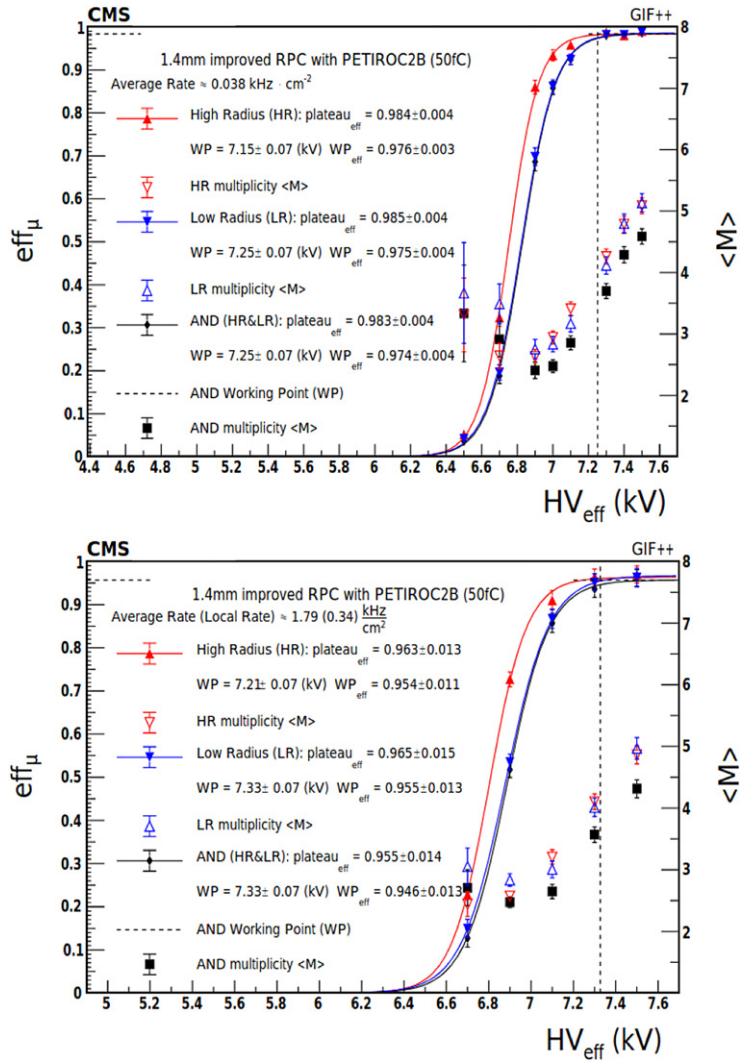 CMS GIF++
1.4mm improved RPC with PETIROC2B (50fC)
Average Rate ≈ 0.038 kHz · cm⁻²
High Radius (HR): plateau_eff = 0.984±0.004
WP = 7.15± 0.07 (kV) WP_eff = 0.976±0.003
HR multiplicity <M>
Low Radius (LR): plateau_eff = 0.985±0.004
WP = 7.25± 0.07 (kV) WP_eff = 0.975±0.004
LR multiplicity <M>
AND (HR&LR): plateau_eff = 0.983±0.004
WP = 7.25± 0.07 (kV) WP_eff = 0.974±0.004
AND Working Point (WP)
AND multiplicity <M>
eff_μ
1
0.9
0.8
0.7
0.6
0.5
0.4
0.3
0.2
0.1
0
<M>
8
7
6
5
4
3
2
4.4 4.6 4.8 5 5.2 5.4 5.6 5.8 6 6.2 6.4 6.6 6.8 7 7.2 7.4 7.6
HV_eff (kV)
CMS GIF++
1.4mm improved RPC with PETIROC2B (50fC)
Average Rate (Local Rate) ≈ 1.79 (0.34) kHz/cm²
High Radius (HR): plateau_eff = 0.963±0.013
WP = 7.21± 0.07 (kV) WP_eff = 0.954±0.011
HR multiplicity <M>
Low Radius (LR): plateau_eff = 0.965±0.015
WP = 7.33± 0.07 (kV) WP_eff = 0.955±0.013
LR multiplicity <M>
AND (HR&LR): plateau_eff = 0.955±0.014
WP = 7.33± 0.07 (kV) WP_eff = 0.946±0.013
AND Working Point (WP)
AND multiplicity <M>
eff_μ
1
0.9
0.8
0.7
0.6
0.5
0.4
0.3
0.2
0.1
0
<M>
8
7
6
5
4
3
2
5 5.2 5.4 5.6 5.8 6 6.2 6.4 6.6 6.8 7 7.2 7.4 7.6
HV_eff (kV)